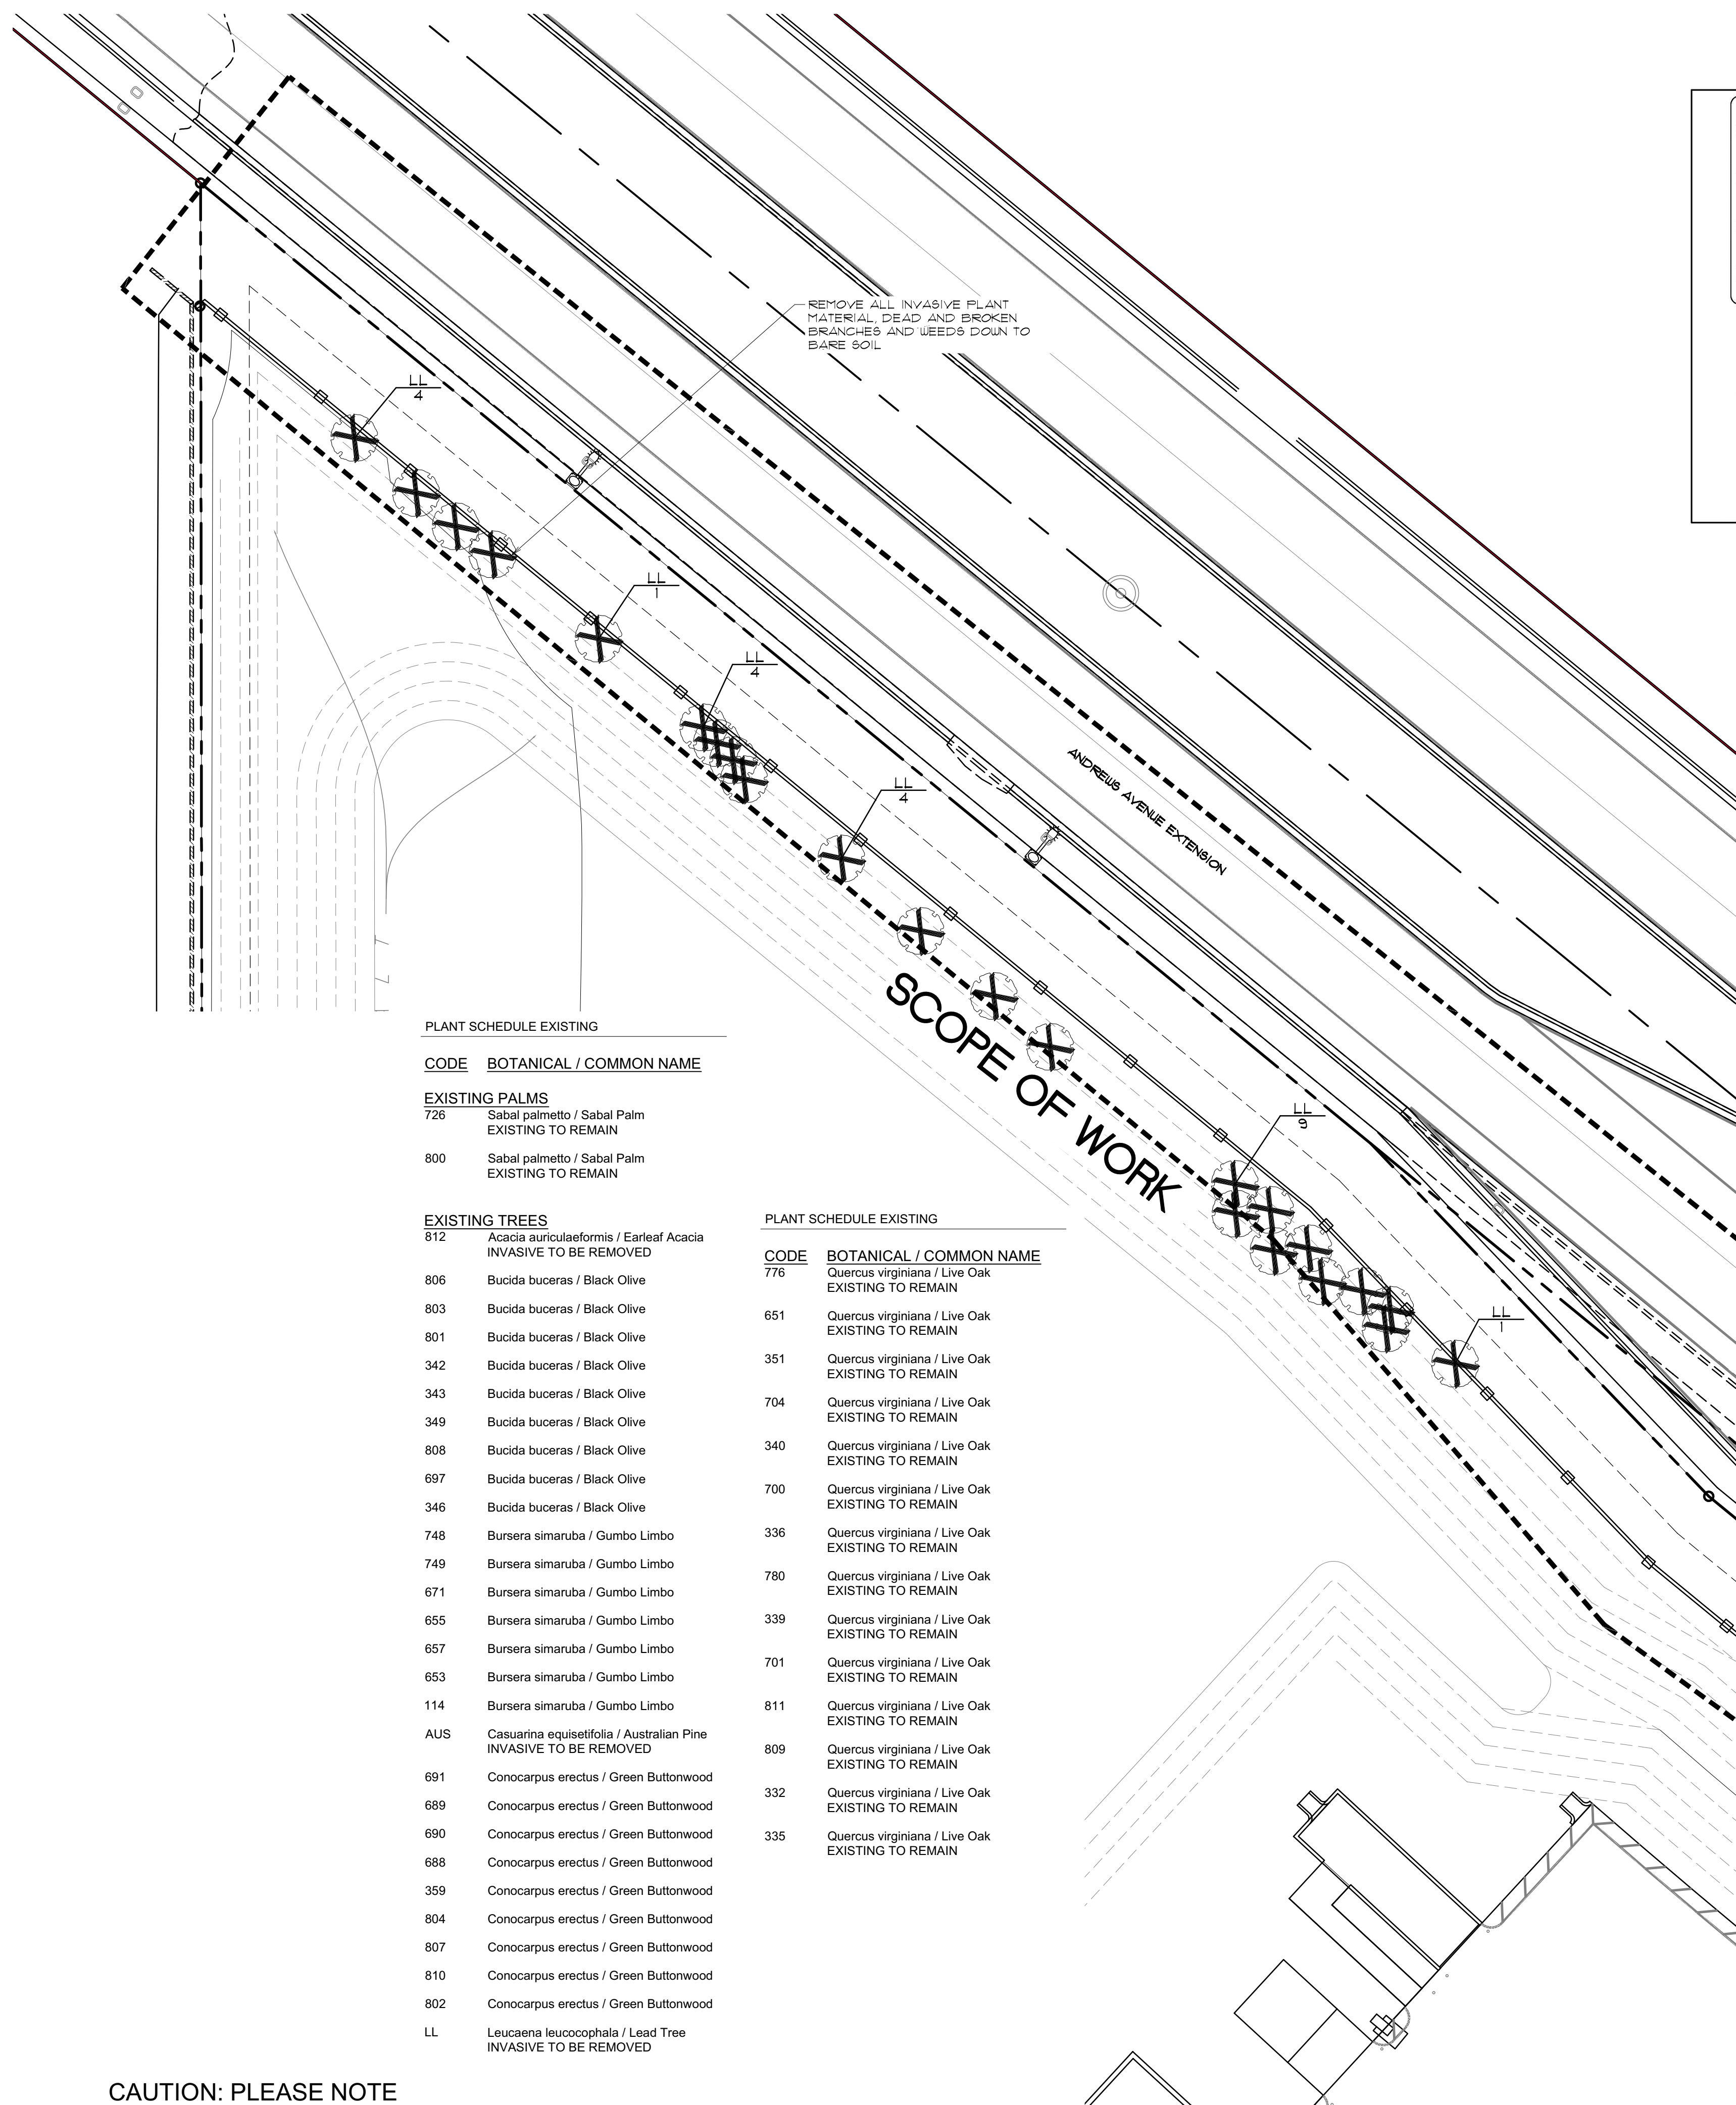 REMOVE ALL INVASIVE PLANT
MATERIAL, DEAD AND BROKEN
BRANCHES AND WEEDS DOWN TO
BARE SOIL
LL
4
LL
1
LL
4
LL
4
ANDREWS AVENUE EXTENSION
SCOPE OF WORK
LL
9
LL
1
PLANT SCHEDULE EXISTING
CODE BOTANICAL / COMMON NAME
EXISTING PALMS
726 Sabal palmetto / Sabal Palm
EXISTING TO REMAIN
800 Sabal palmetto / Sabal Palm
EXISTING TO REMAIN
EXISTING TREES
812 Acacia auriculaeformis / Earleaf Acacia
INVASIVE TO BE REMOVED
806 Bucida buceras / Black Olive
803 Bucida buceras / Black Olive
801 Bucida buceras / Black Olive
342 Bucida buceras / Black Olive
343 Bucida buceras / Black Olive
349 Bucida buceras / Black Olive
808 Bucida buceras / Black Olive
697 Bucida buceras / Black Olive
346 Bucida buceras / Black Olive
748 Bursera simaruba / Gumbo Limbo
749 Bursera simaruba / Gumbo Limbo
671 Bursera simaruba / Gumbo Limbo
655 Bursera simaruba / Gumbo Limbo
657 Bursera simaruba / Gumbo Limbo
653 Bursera simaruba / Gumbo Limbo
114 Bursera simaruba / Gumbo Limbo
AUS Casuarina equisetifolia / Australian Pine
INVASIVE TO BE REMOVED
691 Conocarpus erectus / Green Buttonwood
689 Conocarpus erectus / Green Buttonwood
690 Conocarpus erectus / Green Buttonwood
688 Conocarpus erectus / Green Buttonwood
359 Conocarpus erectus / Green Buttonwood
804 Conocarpus erectus / Green Buttonwood
807 Conocarpus erectus / Green Buttonwood
810 Conocarpus erectus / Green Buttonwood
802 Conocarpus erectus / Green Buttonwood
LL Leucaena leucocophala / Lead Tree
INVASIVE TO BE REMOVED
PLANT SCHEDULE EXISTING
CODE BOTANICAL / COMMON NAME
776 Quercus virginiana / Live Oak
EXISTING TO REMAIN
651 Quercus virginiana / Live Oak
EXISTING TO REMAIN
351 Quercus virginiana / Live Oak
EXISTING TO REMAIN
704 Quercus virginiana / Live Oak
EXISTING TO REMAIN
340 Quercus virginiana / Live Oak
EXISTING TO REMAIN
700 Quercus virginiana / Live Oak
EXISTING TO REMAIN
336 Quercus virginiana / Live Oak
EXISTING TO REMAIN
780 Quercus virginiana / Live Oak
EXISTING TO REMAIN
339 Quercus virginiana / Live Oak
EXISTING TO REMAIN
701 Quercus virginiana / Live Oak
EXISTING TO REMAIN
811 Quercus virginiana / Live Oak
EXISTING TO REMAIN
809 Quercus virginiana / Live Oak
EXISTING TO REMAIN
332 Quercus virginiana / Live Oak
EXISTING TO REMAIN
335 Quercus virginiana / Live Oak
EXISTING TO REMAIN
CAUTION: PLEASE NOTE